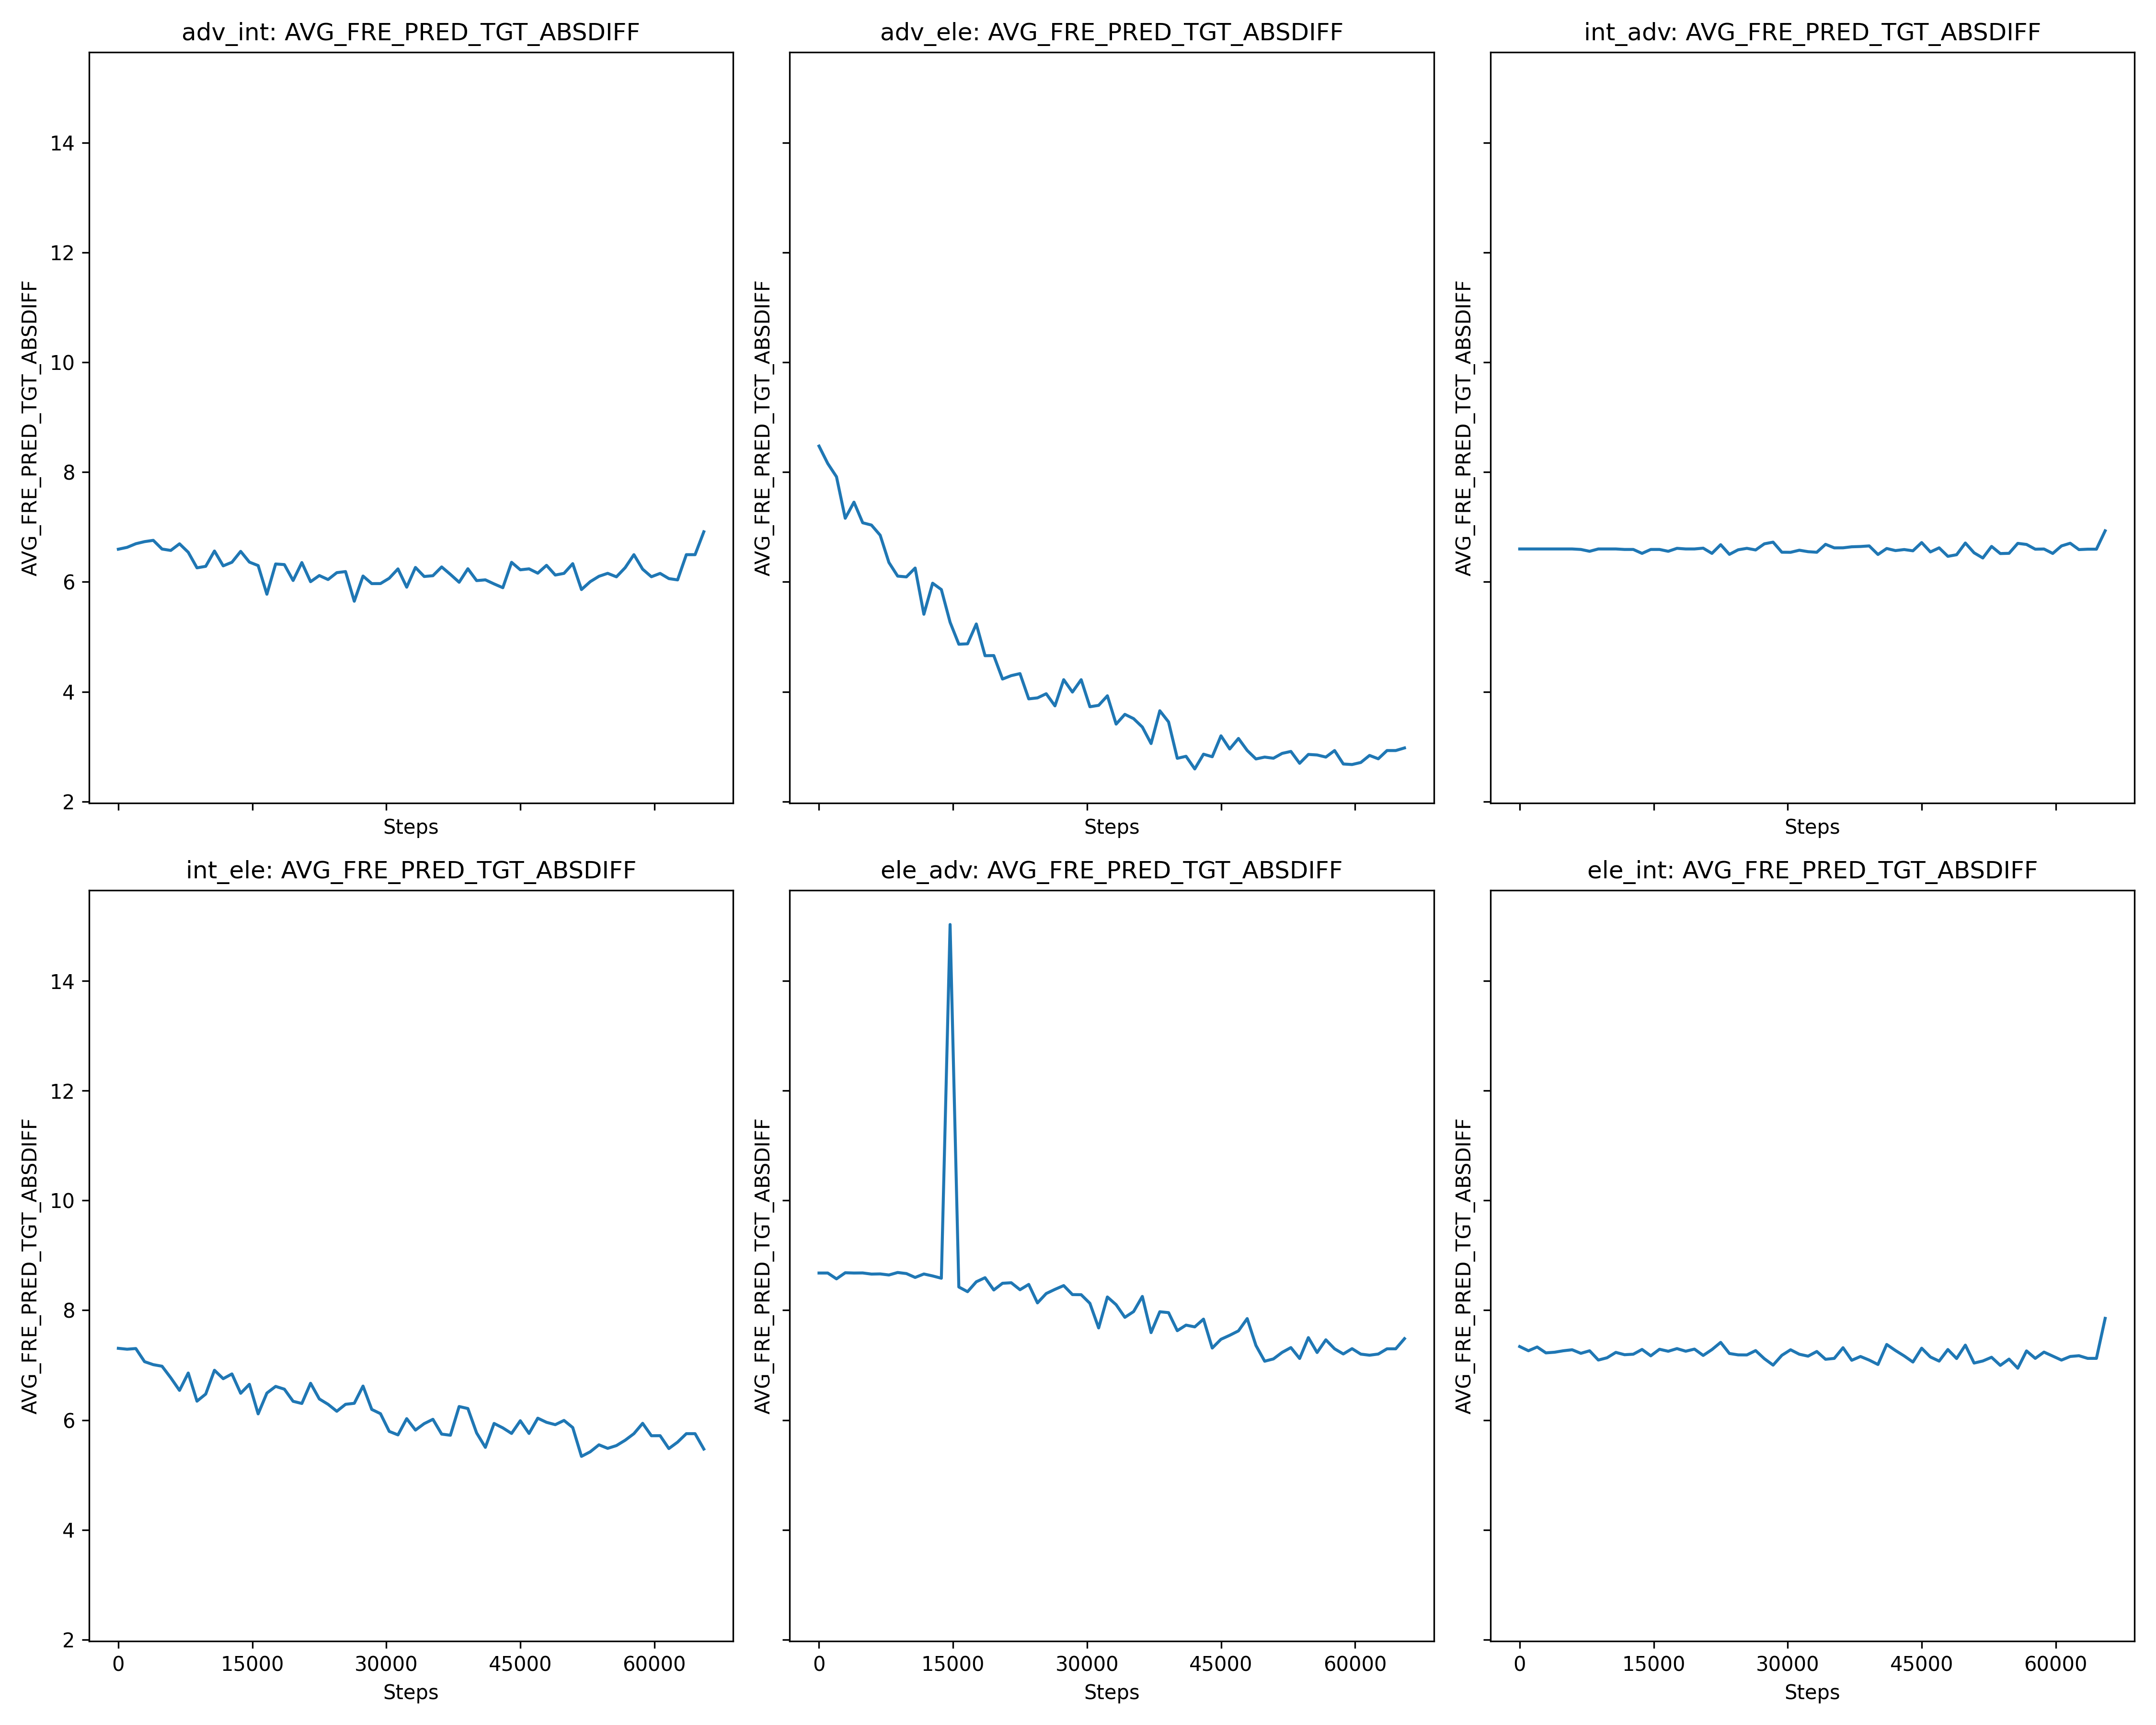 adv_int: AVG_FRE_PRED_TGT_ABSDIFF
adv_ele: AVG_FRE_PRED_TGT_ABSDIFF
int_adv: AVG_FRE_PRED_TGT_ABSDIFF
AVG_FRE_PRED_TGT_ABSDIFF
14
12
10
8
6
4
2
Steps
AVG_FRE_PRED_TGT_ABSDIFF
Steps
AVG_FRE_PRED_TGT_ABSDIFF
Steps
int_ele: AVG_FRE_PRED_TGT_ABSDIFF
ele_adv: AVG_FRE_PRED_TGT_ABSDIFF
ele_int: AVG_FRE_PRED_TGT_ABSDIFF
AVG_FRE_PRED_TGT_ABSDIFF
14
12
10
8
6
4
2
0 15000 30000 45000 60000
Steps
AVG_FRE_PRED_TGT_ABSDIFF
0 15000 30000 45000 60000
Steps
AVG_FRE_PRED_TGT_ABSDIFF
0 15000 30000 45000 60000
Steps